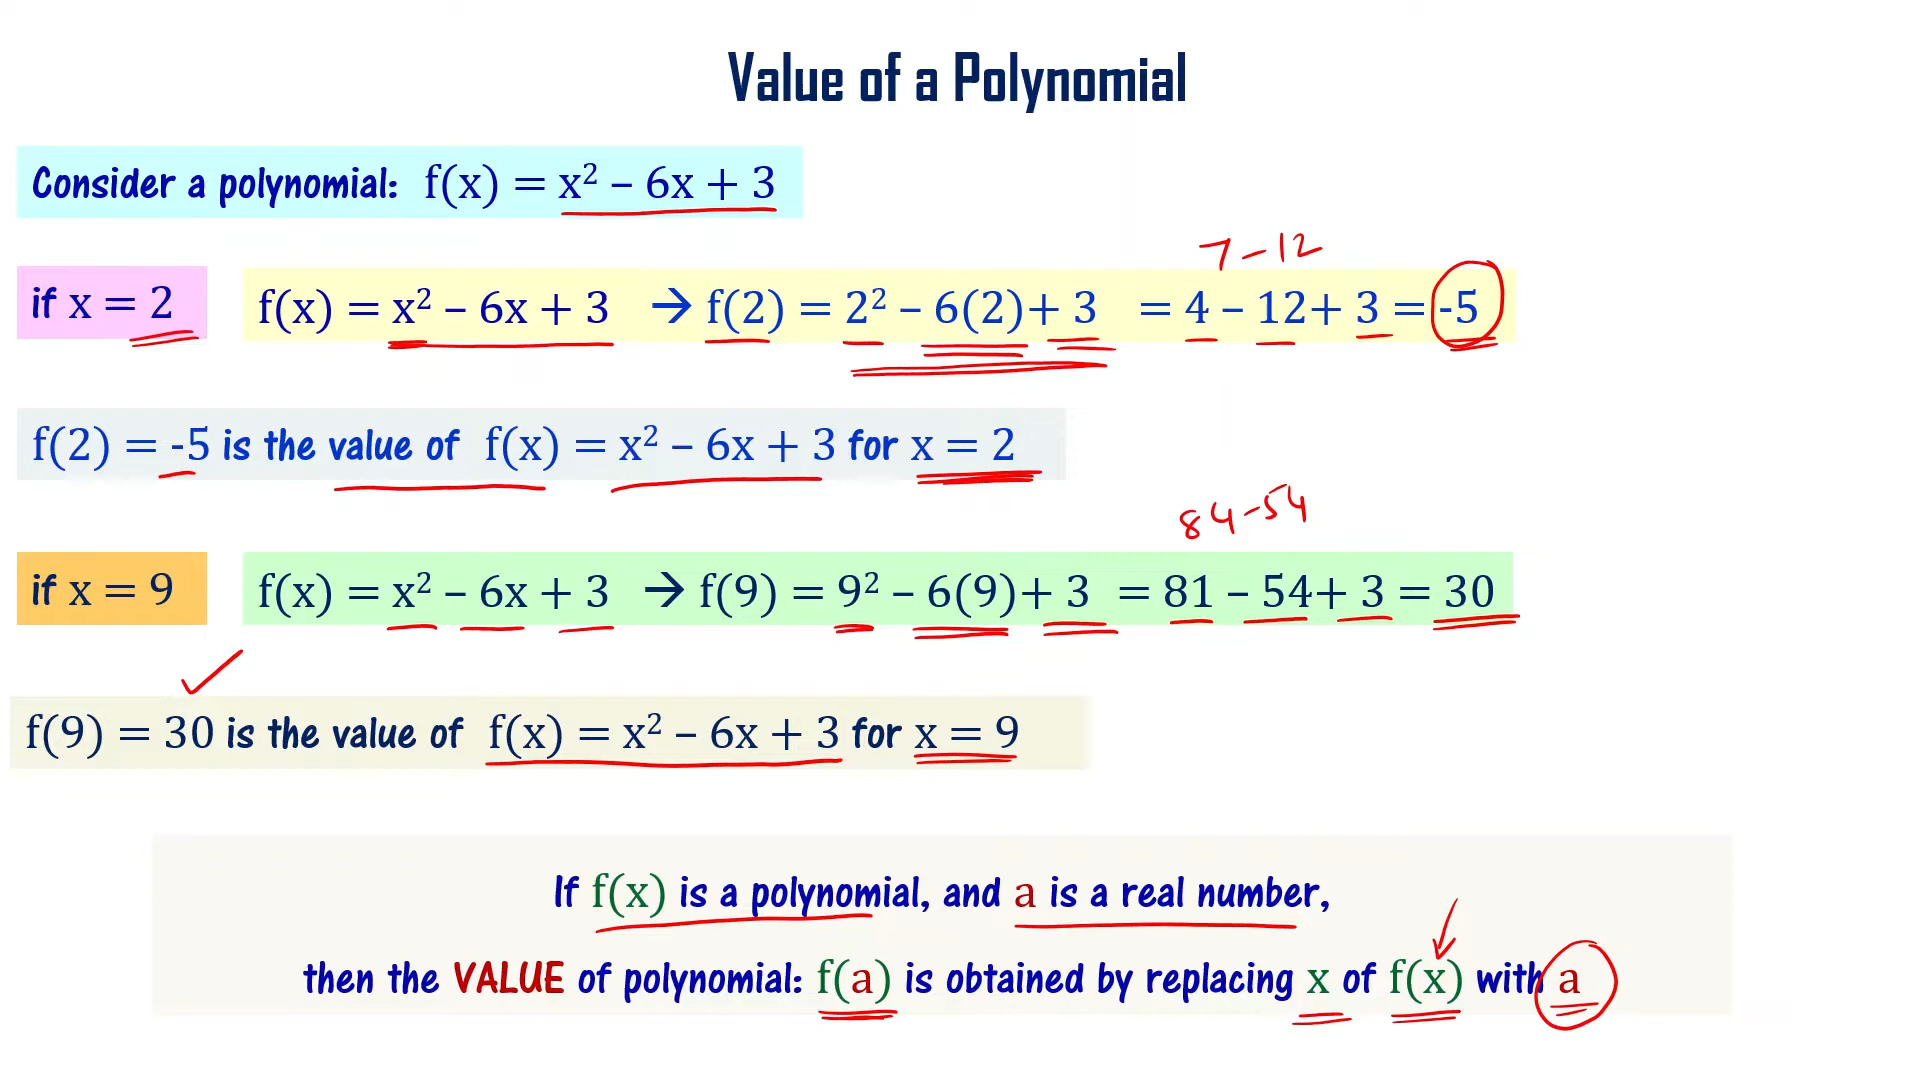 Value of a Polynomial
Consider a polynomial: f(x) = x² – 6x + 3
7 – 12
if x = 2 f(x) = x² – 6x + 3 → f(2) = 2² – 6(2)+ 3 = 4 – 12+ 3 = -5
f(2) = -5 is the value of f(x) = x² – 6x + 3 for x = 2
84 – 54
if x = 9 f(x) = x² – 6x + 3 → f(9) = 9² – 6(9)+ 3 = 81 – 54+ 3 = 30
f(9) = 30 is the value of f(x) = x² – 6x + 3 for x = 9
If f(x) is a polynomial, and a is a real number,
then the VALUE of polynomial: f(a) is obtained by replacing x of f(x) with a